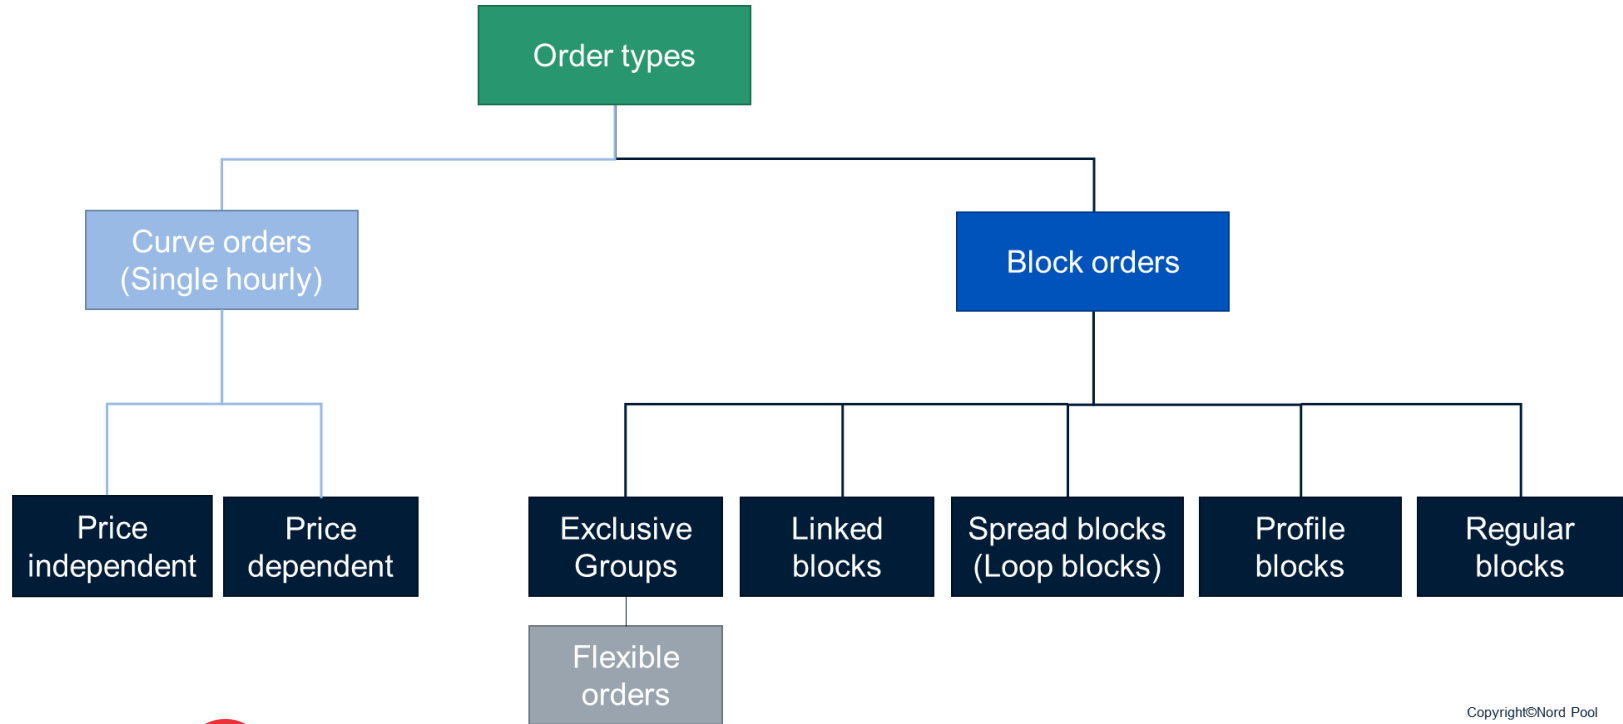 Order types
Curve orders
(Single hourly)
Block orders
Price
independent
Price
dependent
Exclusive
Groups
Linked
blocks
Spread blocks
(Loop blocks)
Profile
blocks
Regular
blocks
Flexible
orders
Copyright©Nord Pool